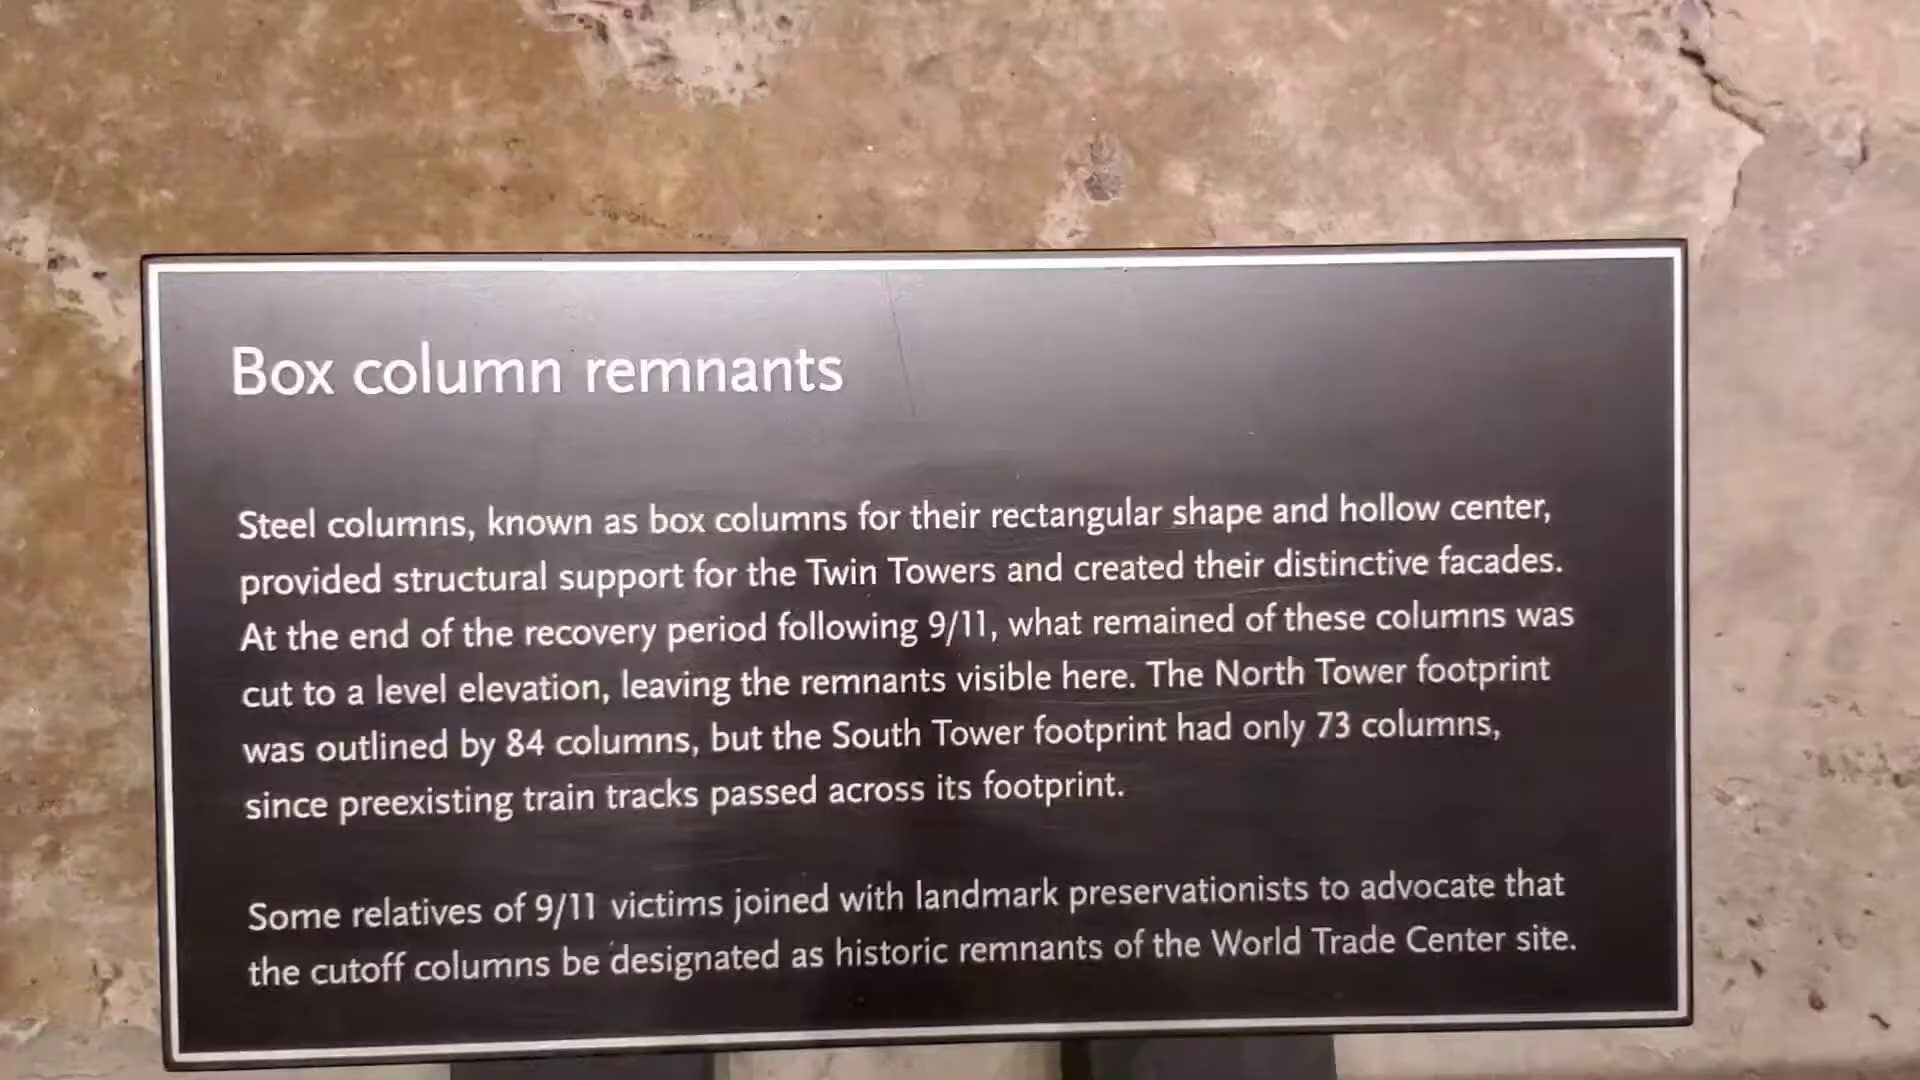 Box column remnants
Steel columns, known as box columns for their rectangular shape and hollow center,
provided structural support for the Twin Towers and created their distinctive facades.
At the end of the recovery period following 9/11, what remained of these columns was
cut to a level elevation, leaving the remnants visible here. The North Tower footprint
was outlined by 84 columns, but the South Tower footprint had only 73 columns,
since preexisting train tracks passed across its footprint.
Some relatives of 9/11 victims joined with landmark preservationists to advocate that
the cutoff columns be designated as historic remnants of the World Trade Center site.